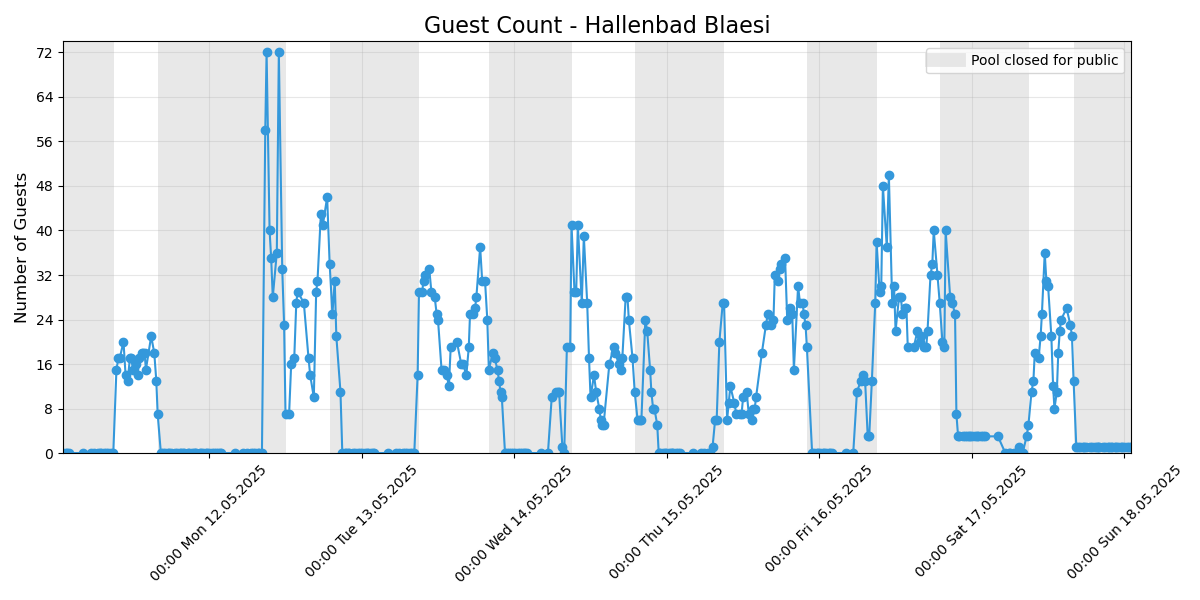 Guest Count - Hallenbad Blaesi
Pool closed for public
Number of Guests
72
64
56
48
40
32
24
16
8
0
00:00 Mon 12.05.2025
00:00 Tue 13.05.2025
00:00 Wed 14.05.2025
00:00 Thu 15.05.2025
00:00 Fri 16.05.2025
00:00 Sat 17.05.2025
00:00 Sun 18.05.2025